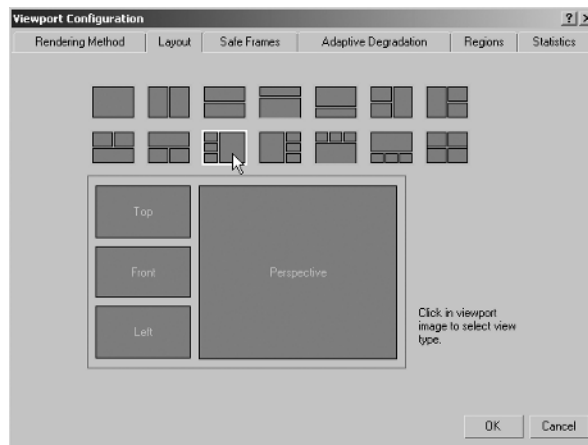 Viewport Configuration
Rendering Method Layout Safe Frames Adaptive Degradation Regions Statistics
Top
Front
Perspective
Left
Click in viewport
image to select view
type.
OK Cancel